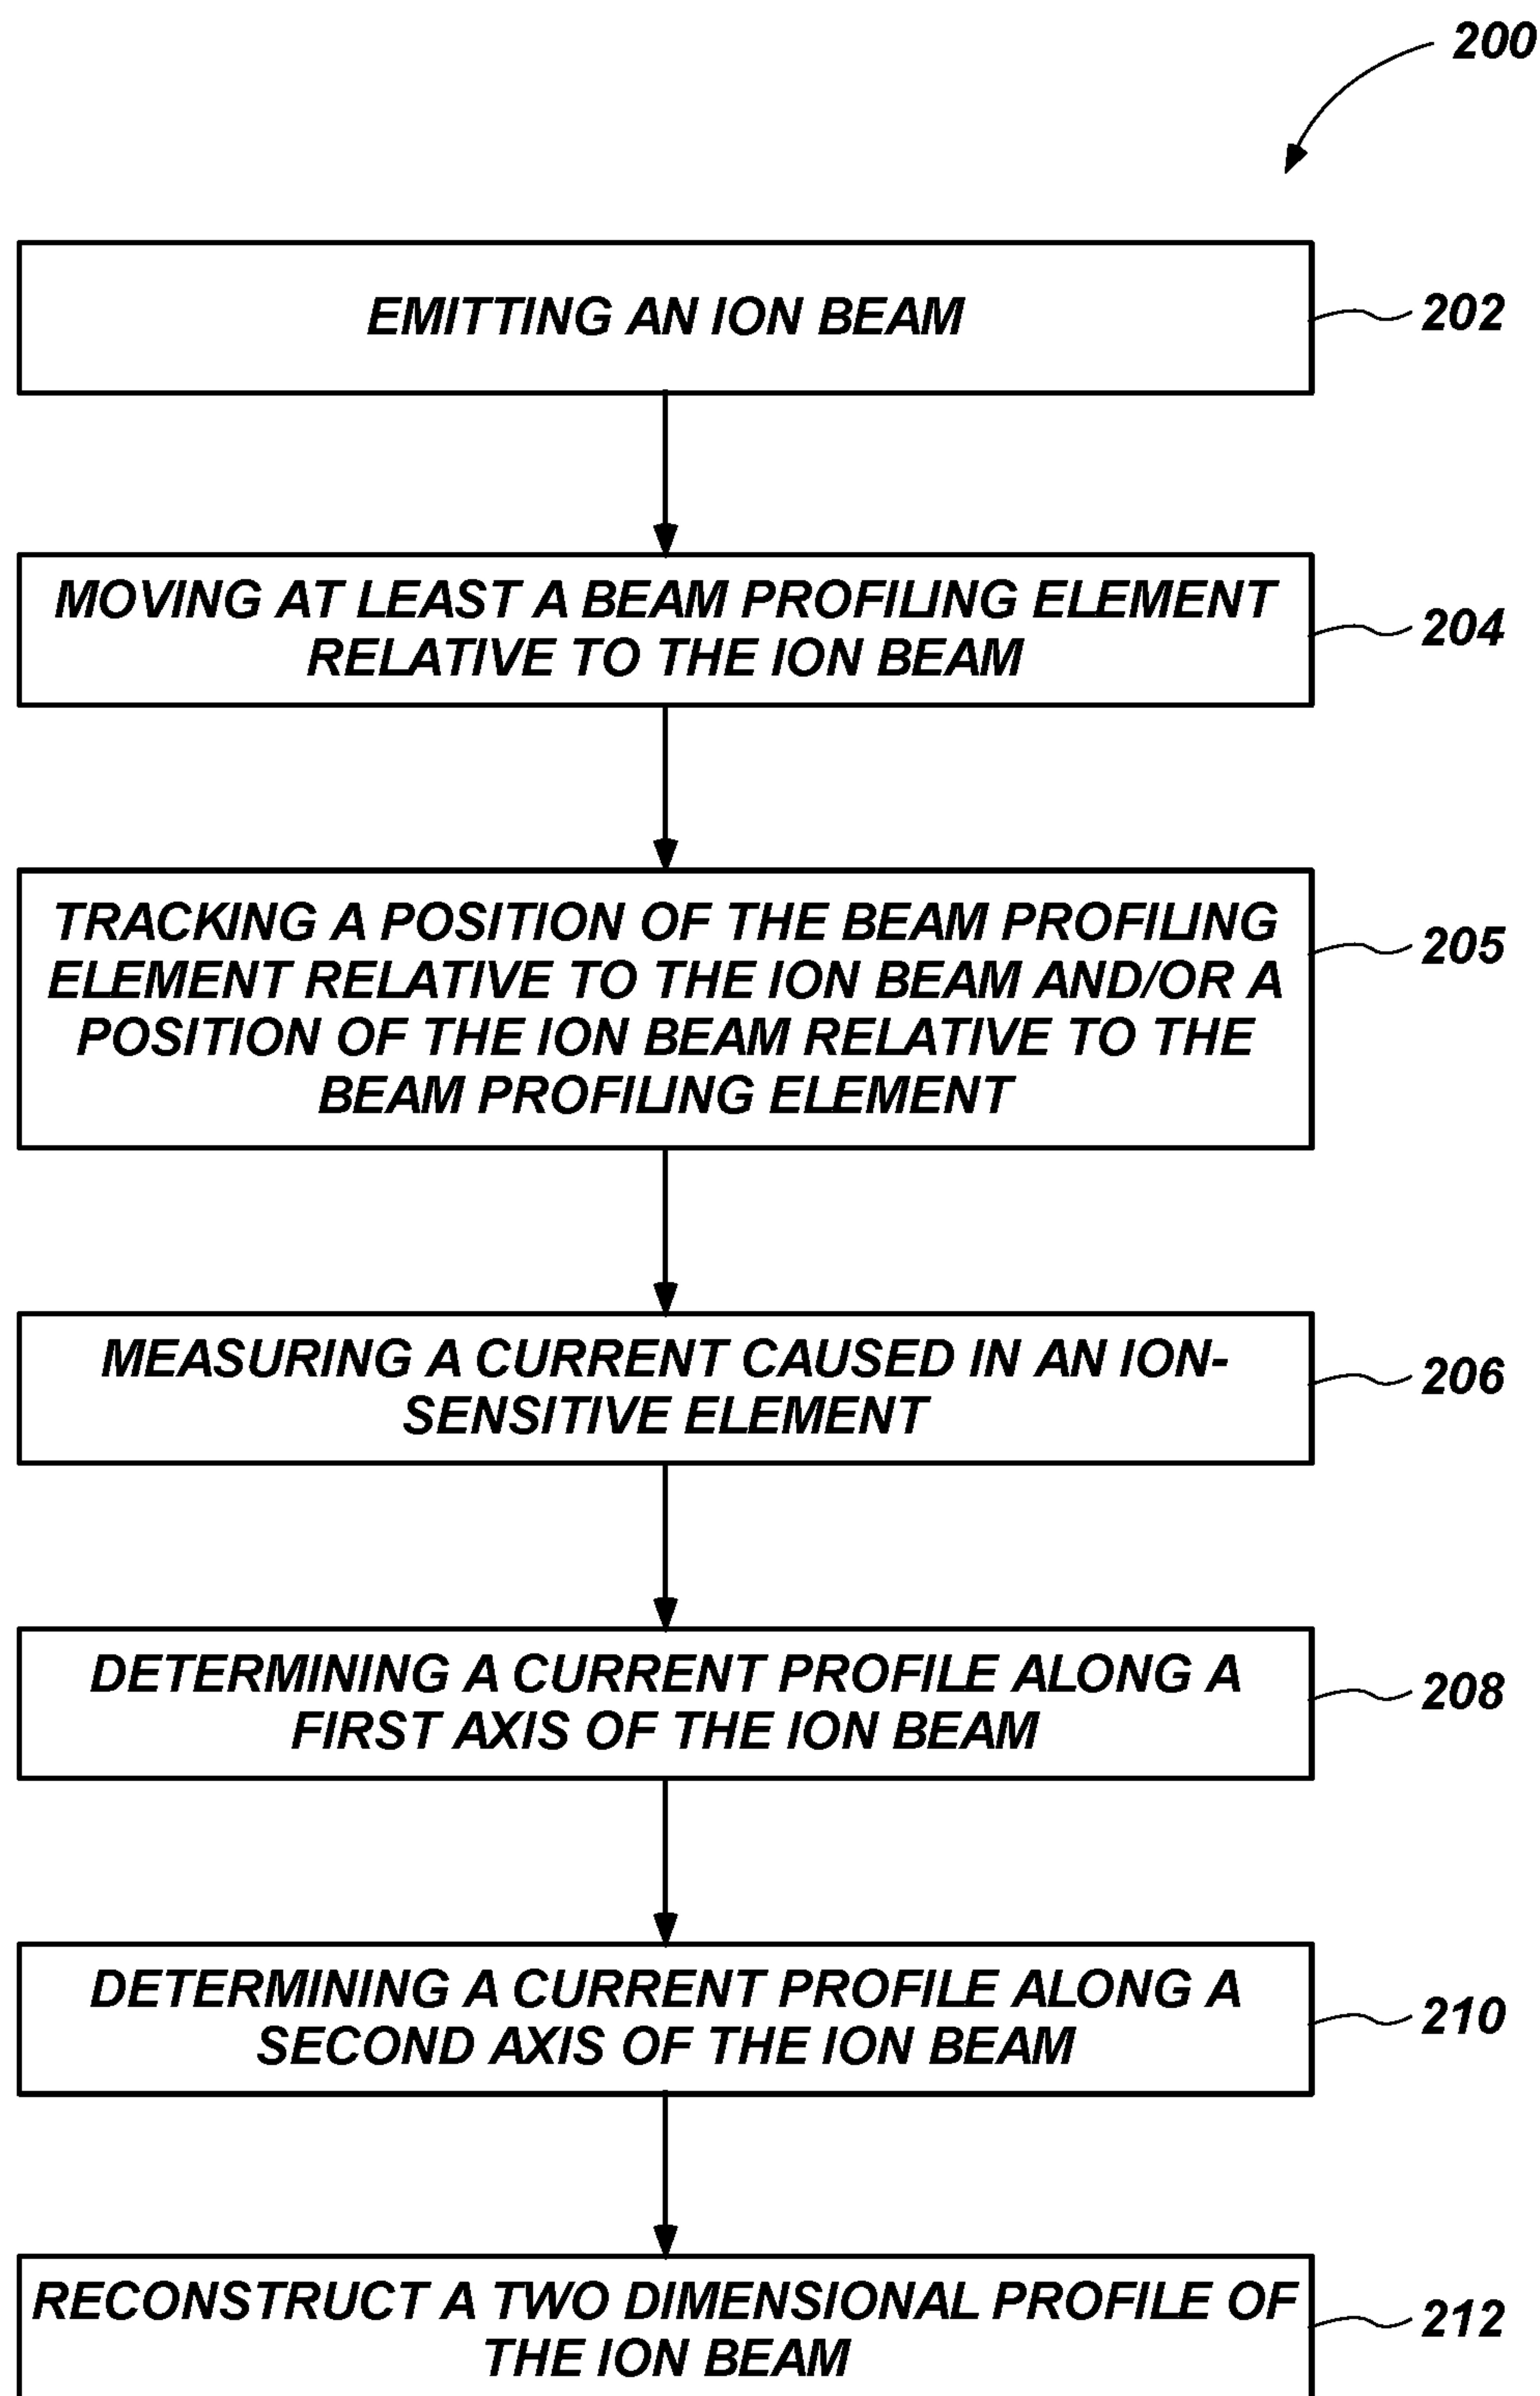 200
EMITTING AN ION BEAM
202
MOVING AT LEAST A BEAM PROFILING ELEMENT
RELATIVE TO THE ION BEAM
204
TRACKING A POSITION OF THE BEAM PROFILING
ELEMENT RELATIVE TO THE ION BEAM AND/OR A
POSITION OF THE ION BEAM RELATIVE TO THE
BEAM PROFILING ELEMENT
205
MEASURING A CURRENT CAUSED IN AN ION-
SENSITIVE ELEMENT
206
DETERMINING A CURRENT PROFILE ALONG A
FIRST AXIS OF THE ION BEAM
208
DETERMINING A CURRENT PROFILE ALONG A
SECOND AXIS OF THE ION BEAM
210
RECONSTRUCT A TWO DIMENSIONAL PROFILE OF
THE ION BEAM
212